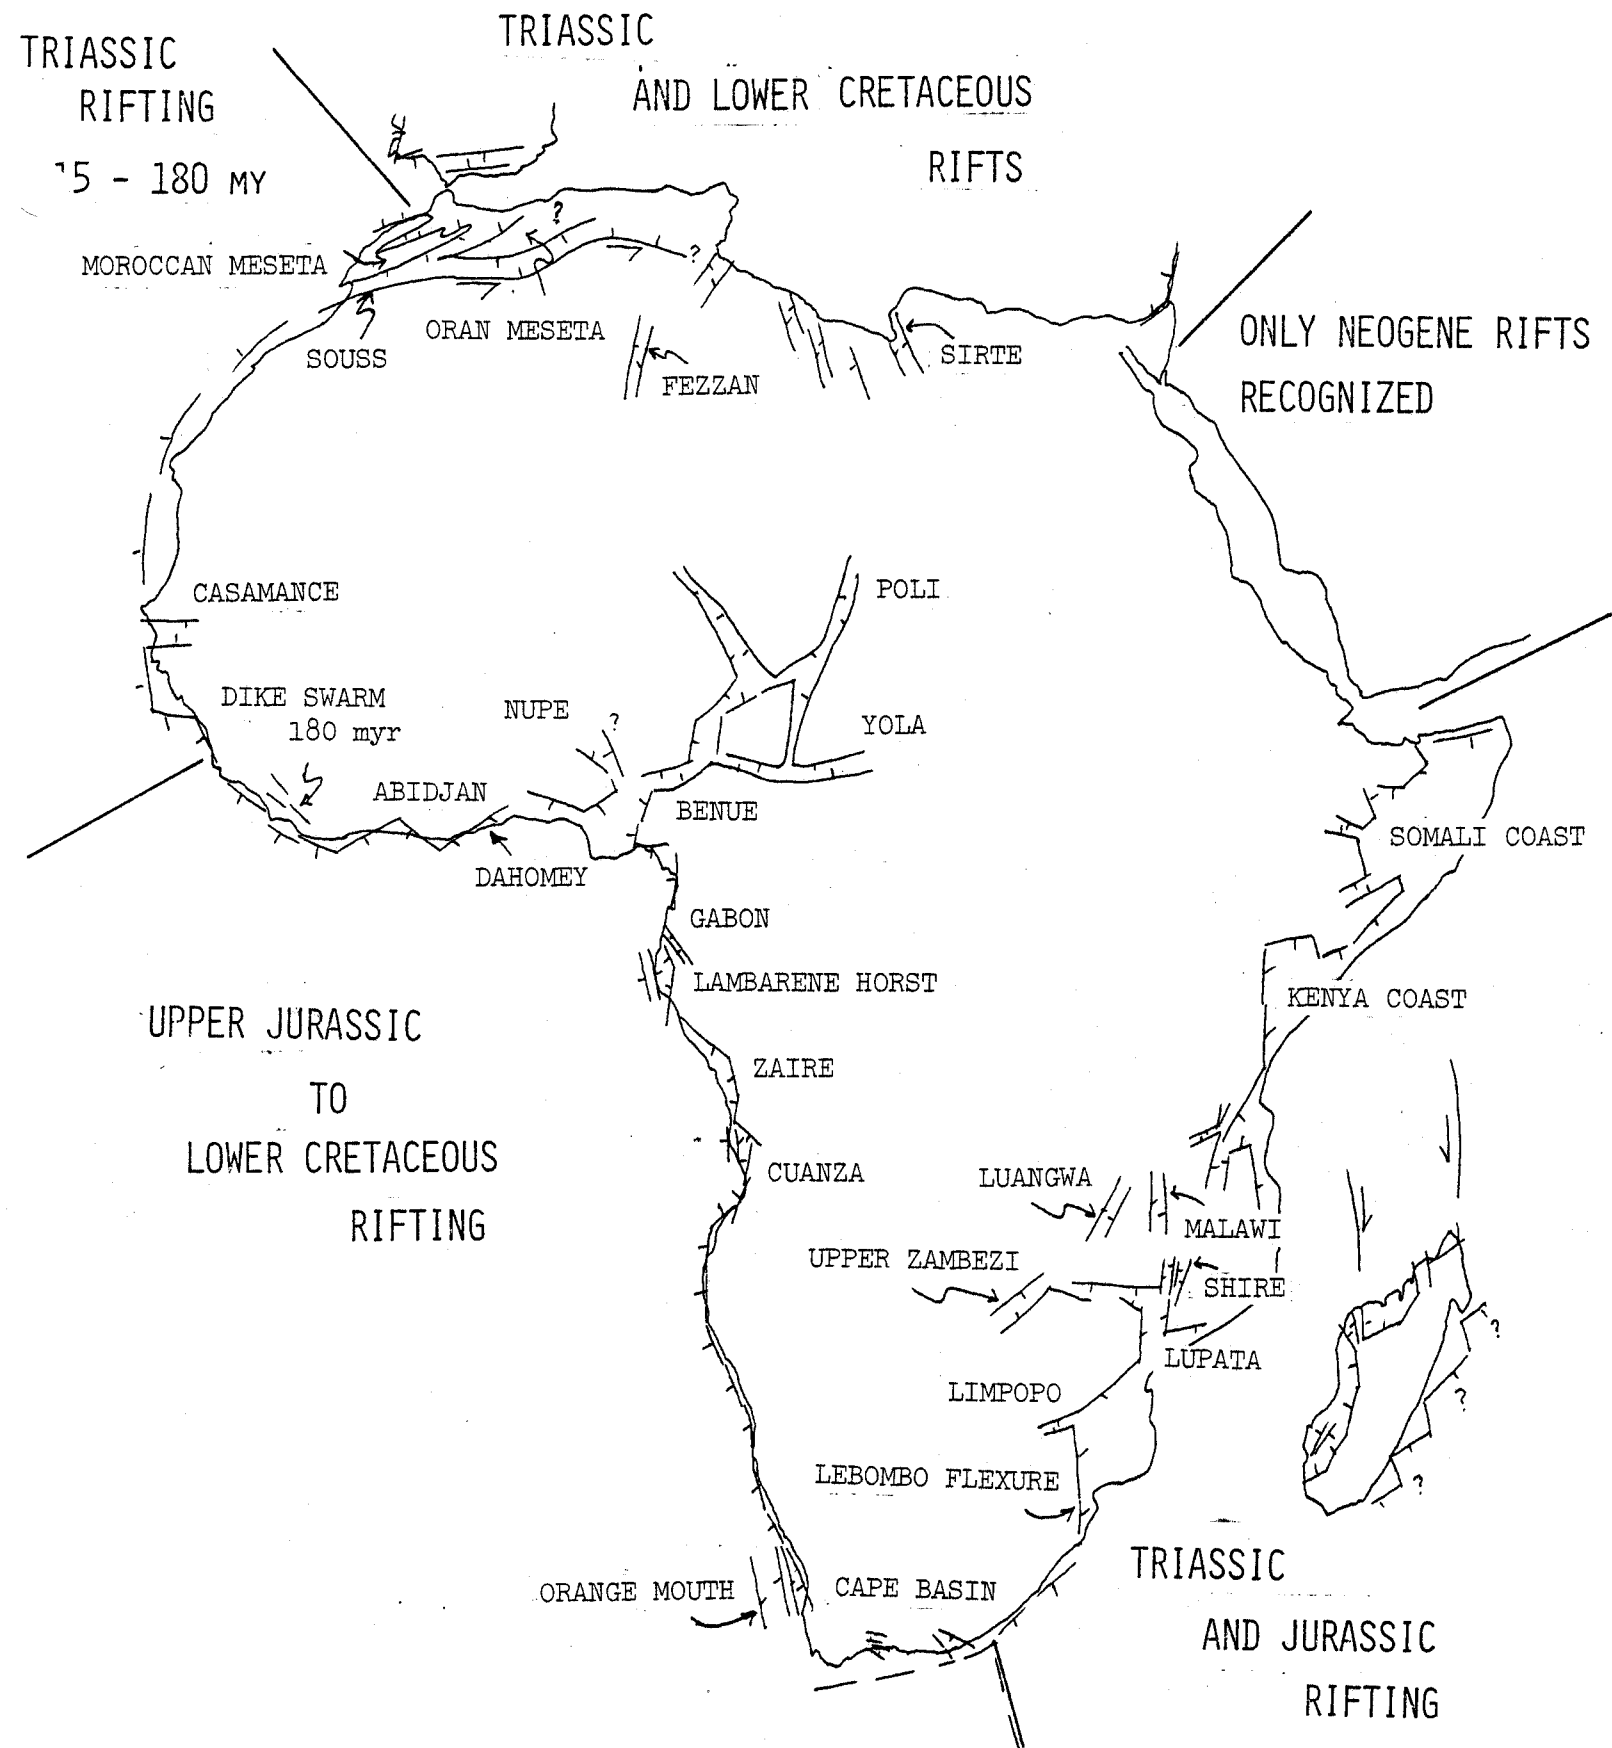 TRIASSIC
RIFTING
5 - 180 MY
TRIASSIC
AND LOWER CRETACEOUS
RIFTS
MOROCCAN MESETA
?
?
ORAN MESETA
SOUSS
FEZZAN
SIRTE
ONLY NEOGENE RIFTS
RECOGNIZED
CASAMANCE
POLI
DIKE SWARM
180 myr
NUPE
?
YOLA
ABIDJAN
BENUE
DAHOMEY
SOMALI COAST
GABON
LAMBARENE HORST
KENYA COAST
UPPER JURASSIC
TO
LOWER CRETACEOUS
RIFTING
ZAIRE
CUANZA
LUANGWA
MALAWI
UPPER ZAMBEZI
SHIRE
?
LUPATA
LIMPOPO
?
LEBOMBO FLEXURE
?
ORANGE MOUTH
CAPE BASIN
TRIASSIC
AND JURASSIC
RIFTING